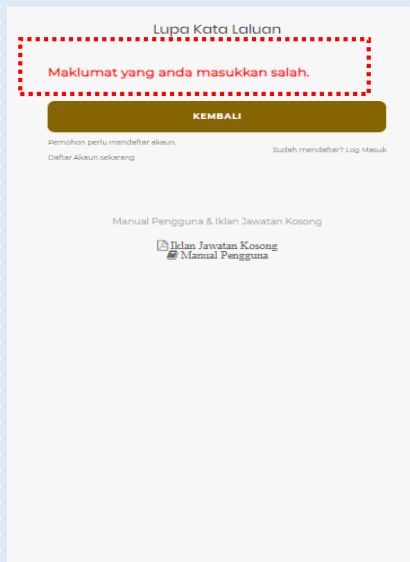 Lupa Kata Laluan
Maklumat yang anda masukkan salah.
KEMBALI
Pemohon perlu mendaftar akaun.
Daftar Akaun sekarang
Sudah mendaftar? Log Masuk
Manual Pengguna & Iklan Jawatan Kosong
Iklan Jawatan Kosong
Manual Pengguna